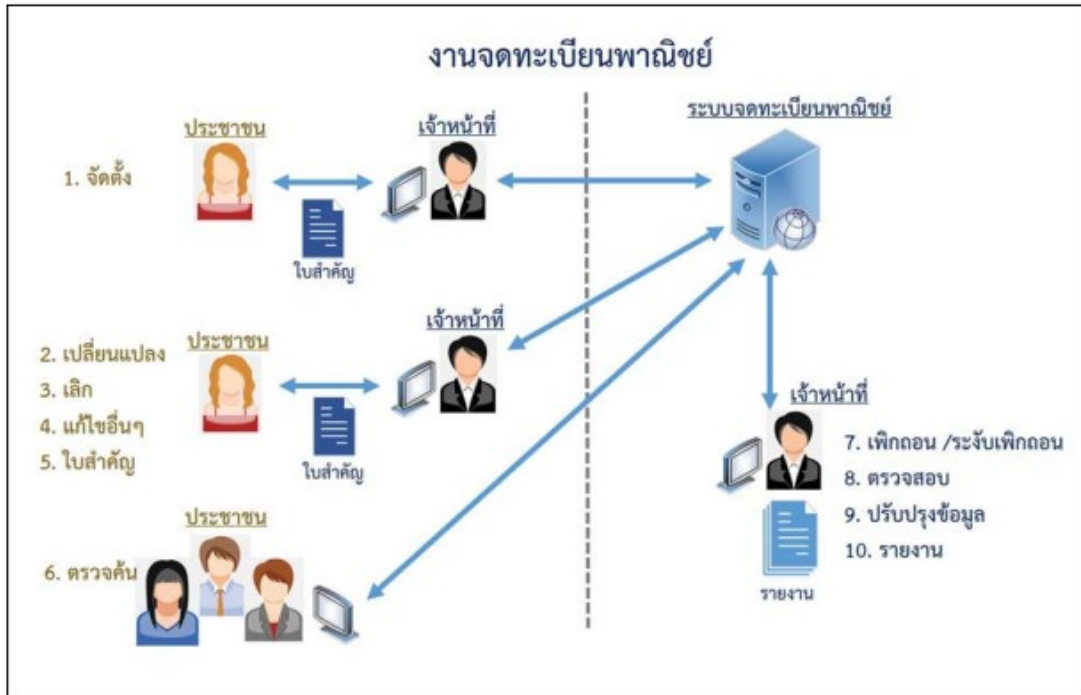 งานจดทะเบียนพาณิชย์
ประชาชน
เจ้าหน้าที่
ระบบจดทะเบียนพาณิชย์
1. จัดตั้ง
ใบสำคัญ
ประชาชน
เจ้าหน้าที่
2. เปลี่ยนแปลง
3. เลิก
4. แก้ไขอื่นๆ
5. ใบสำคัญ
ใบสำคัญ
เจ้าหน้าที่
7. เพิกถอน /ระงับเพิกถอน
8. ตรวจสอบ
9. ปรับปรุงข้อมูล
10. รายงาน
รายงาน
ประชาชน
6. ตรวจค้น